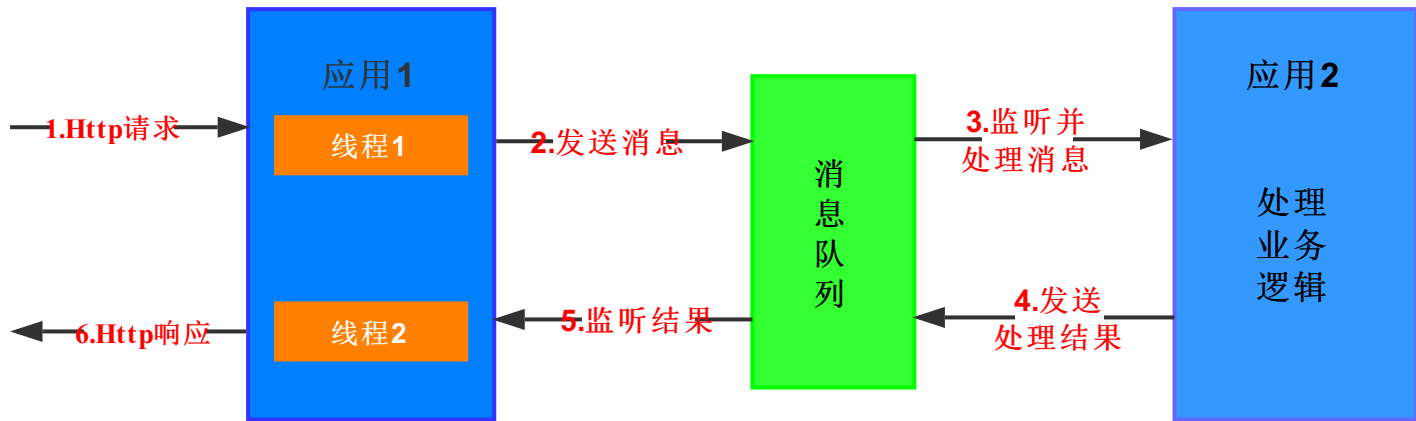 应用1
1.Http请求
线程1
2.发送消息
消
息
队
列
3.监听并
处理消息
应用2
处理
业务
逻辑
4.发送
处理结果
5.监听结果
线程2
6.Http响应